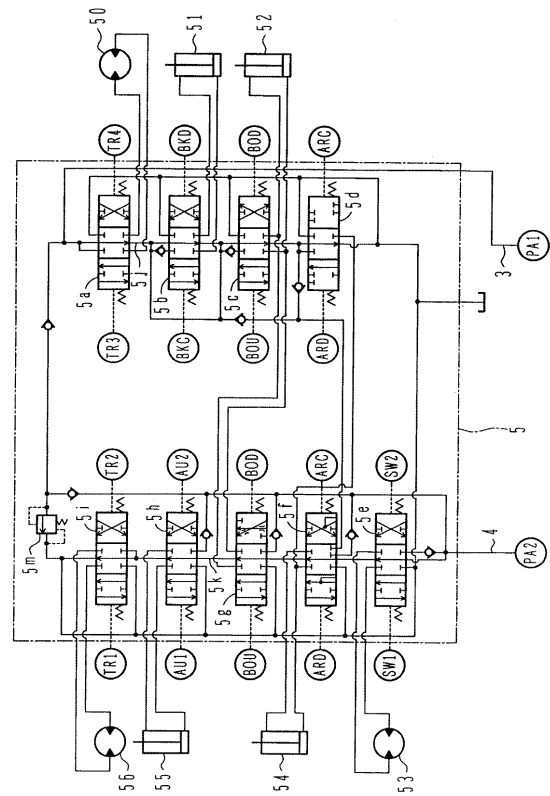 50
51
52
TR4
BKD
BOD
ARC
5a
5j
5b
5c
5d
3
PA1
TR3
BKC
BOU
ARD
5
5m
TR2
AU2
BOD
ARC
SW2
5i
5h
5k
5g
5f
5e
4
PA2
TR1
AU1
BOU
ARD
SW1
56
55
54
53